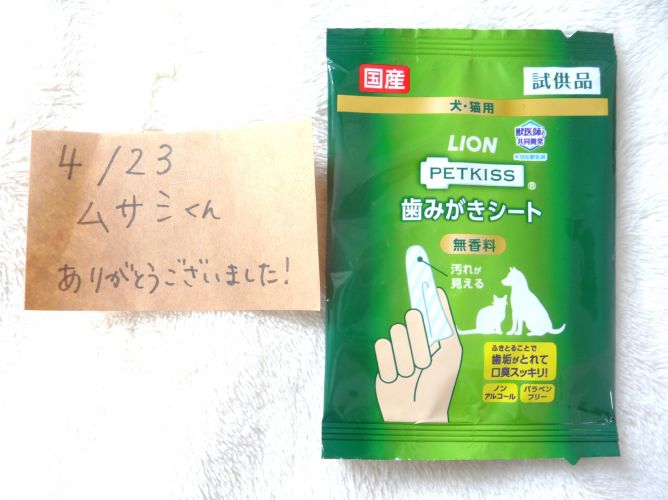 4/23
ムサシくん
ありがとうございました!
国産
試供品
犬・猫用
LION
獣医師と
共同開発
PETKISS®
歯みがきシート
無香料
汚れが
見える
ふきとることで
歯垢がとれて
口臭スッキリ!
ノン
アルコール
パラベン
フリー